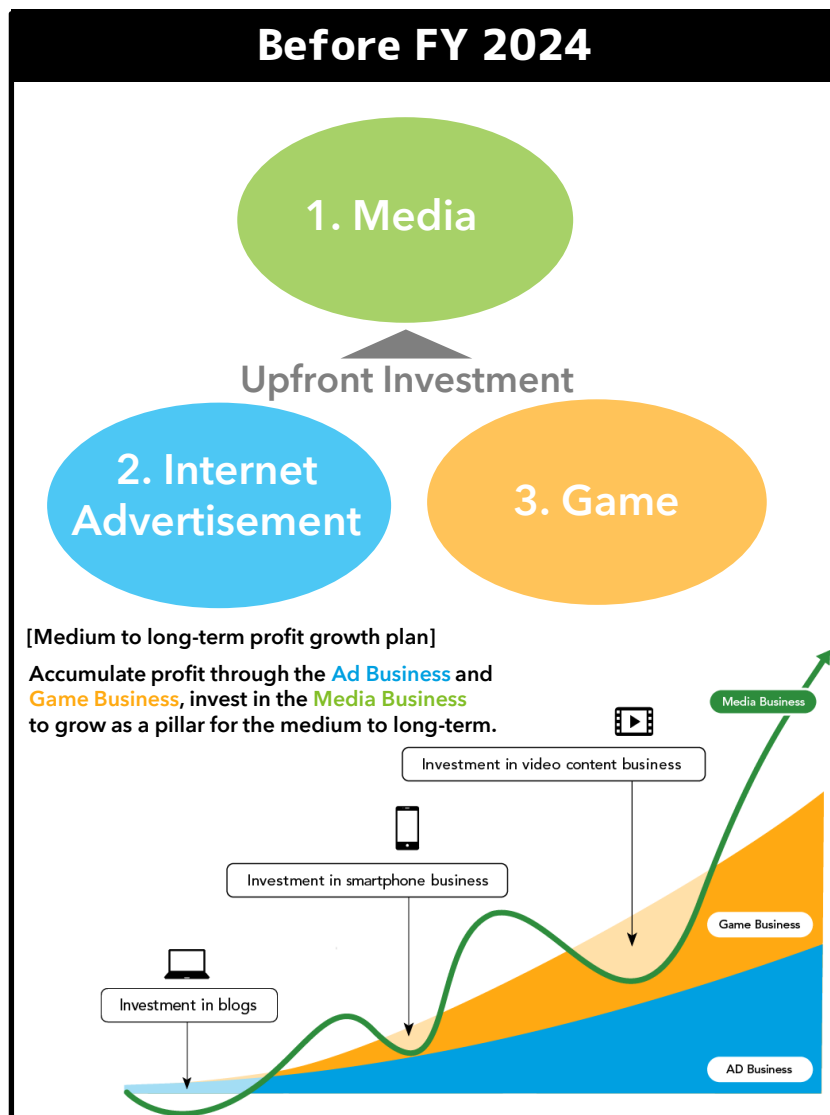 Before FY 2024
1. Media
Upfront Investment
2. Internet
Advertisement
3. Game
[Medium to long-term profit growth plan]
Accumulate profit through the Ad Business and
Game Business, invest in the Media Business
to grow as a pillar for the medium to long-term.
Media Business
Investment in video content business
Investment in smartphone business
Game Business
Investment in blogs
AD Business